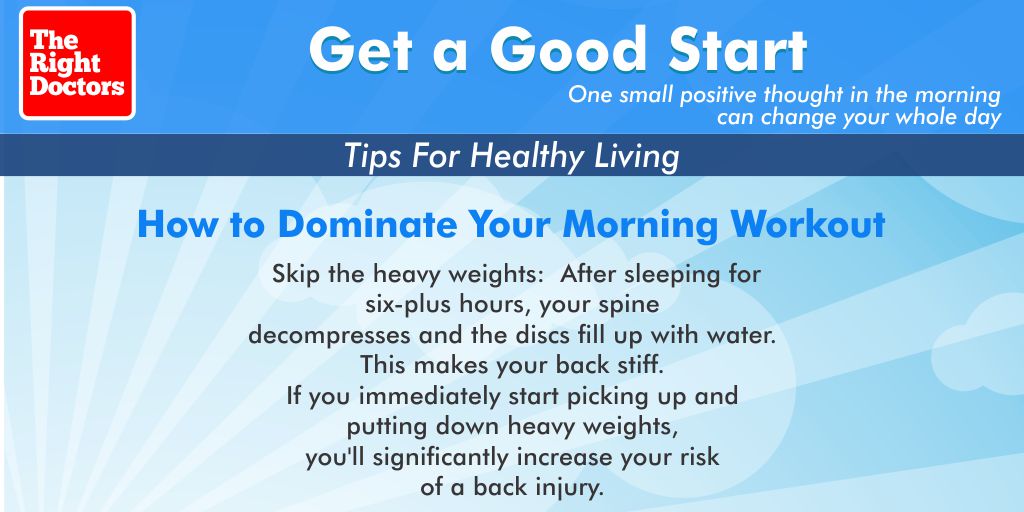 The
Right
Doctors
Get a Good Start
One small positive thought in the morning
can change your whole day
Tips For Healthy Living
How to Dominate Your Morning Workout
Skip the heavy weights:  After sleeping for
six-plus hours, your spine
decompresses and the discs fill up with water.
This makes your back stiff.
If you immediately start picking up and
putting down heavy weights,
you'll significantly increase your risk
of a back injury.